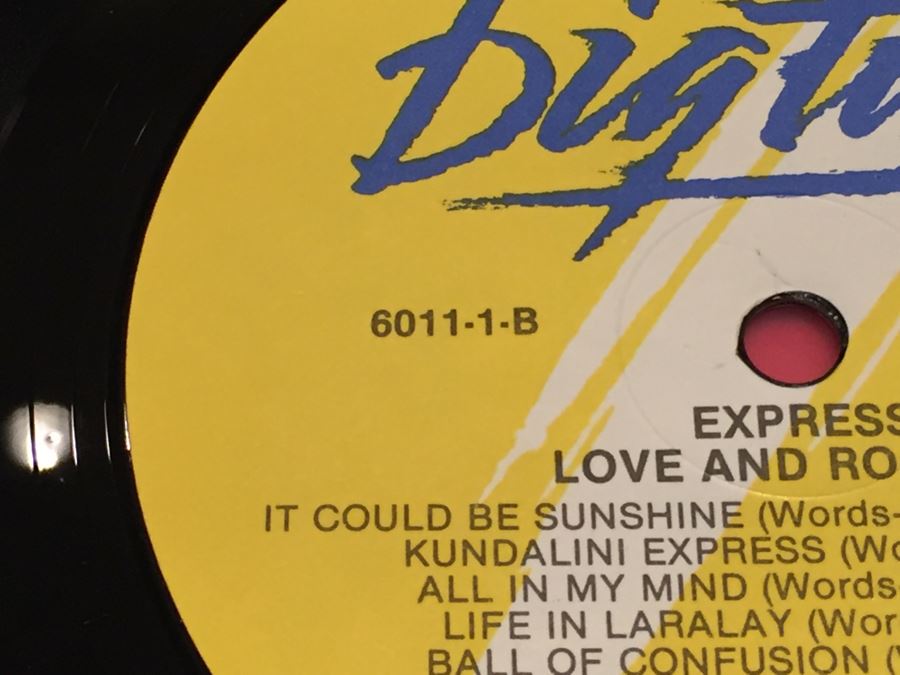 Big T
6011-1-B
EXPRESS
LOVE AND RO
IT COULD BE SUNSHINE (Words-
KUNDALINI EXPRESS (Wo
ALL IN MY MIND (Words-
LIFE IN LARALAY (Wor
BALL OF CONFUSION (W